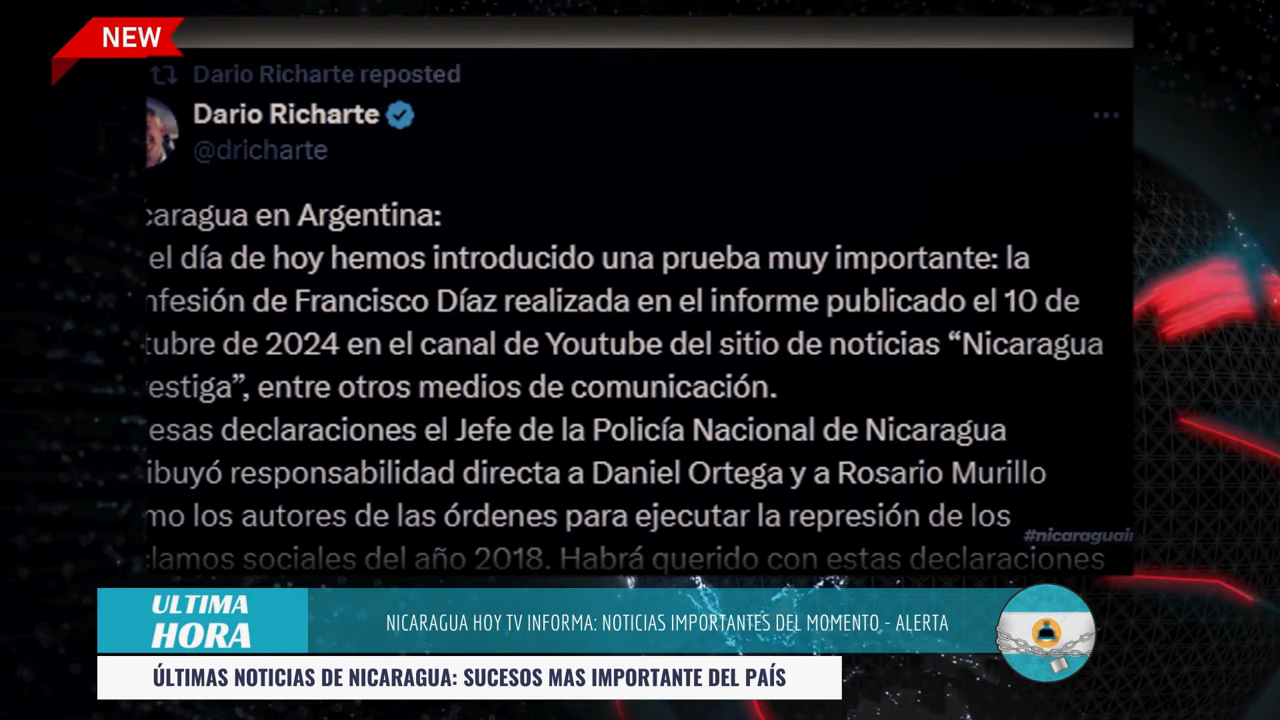 NEW
Dario Richarte reposted
Dario Richarte
@dricharte
caragua en Argentina:
el día de hoy hemos introducido una prueba muy importante: la
nfesión de Francisco Díaz realizada en el informe publicado el 10 de
tubre de 2024 en el canal de Youtube del sitio de noticias “Nicaragua
estiga”, entre otros medios de comunicación.
esas declaraciones el Jefe de la Policía Nacional de Nicaragua
ibuyó responsabilidad directa a Daniel Ortega y a Rosario Murillo
mo los autores de las órdenes para ejecutar la represión de los
#nicaraguain
clamos sociales del año 2018. Habrá querido con estas declaraciones
ULTIMA
HORA
NICARAGUA HOY TV INFORMA: NOTICIAS IMPORTANTES DEL MOMENTO - ALERTA
ÚLTIMAS NOTICIAS DE NICARAGUA: SUCESOS MAS IMPORTANTE DEL PAÍS